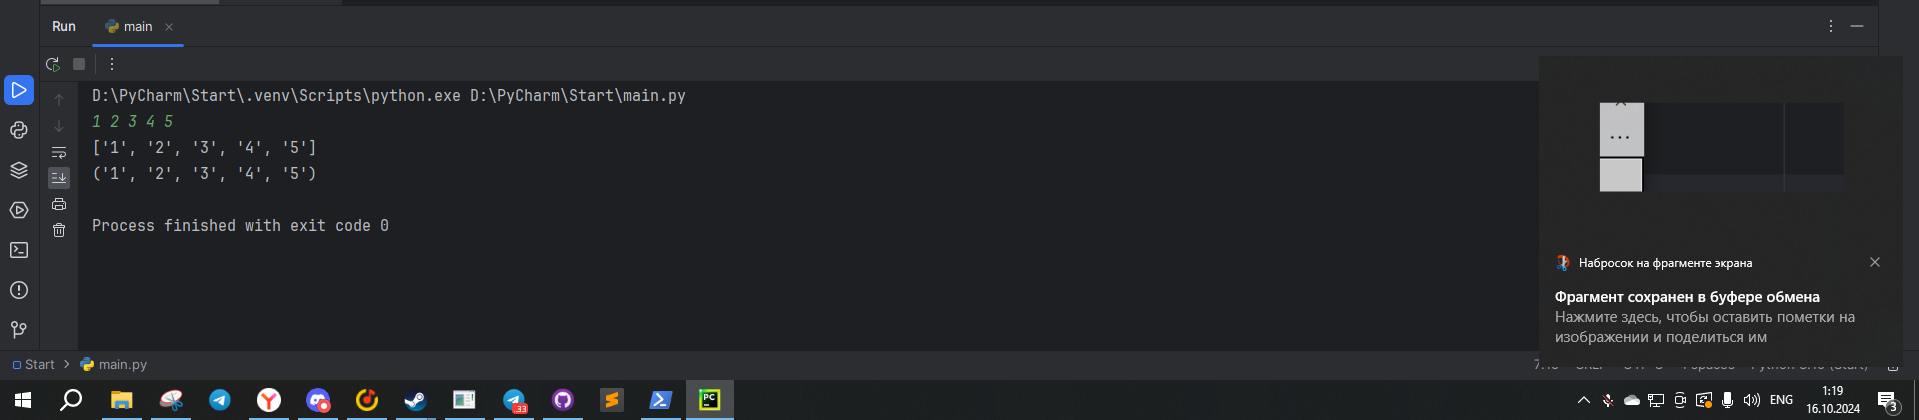 Run main
D:\PyCharm\Start\.venv\Scripts\python.exe D:\PyCharm\Start\main.py
1 2 3 4 5
['1', '2', '3', '4', '5']
('1', '2', '3', '4', '5')
Process finished with exit code 0
Набросок на фрагменте экрана
Фрагмент сохранен в буфере обмена
Нажмите здесь, чтобы оставить пометки на
изображении и поделиться им
Start main.py
33
PC
ENG
1:19
16.10.2024
3